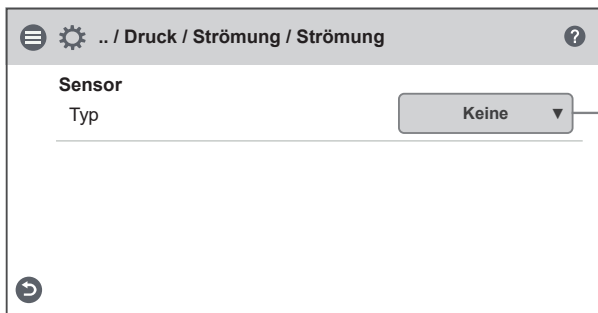 .. / Druck / Strömung / Strömung ?
Sensor
Typ Keine ▼